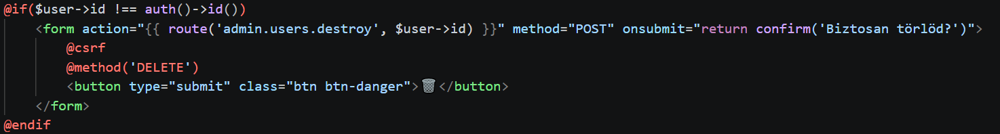 @if($user->id !== auth()->id())
    <form action="{{ route('admin.users.destroy', $user->id) }}" method="POST" onsubmit="return confirm('Biztosan törlöd?')">
        @csrf
        @method('DELETE')
        <button type="submit" class="btn btn-danger">🗑️</button>
    </form>
@endif